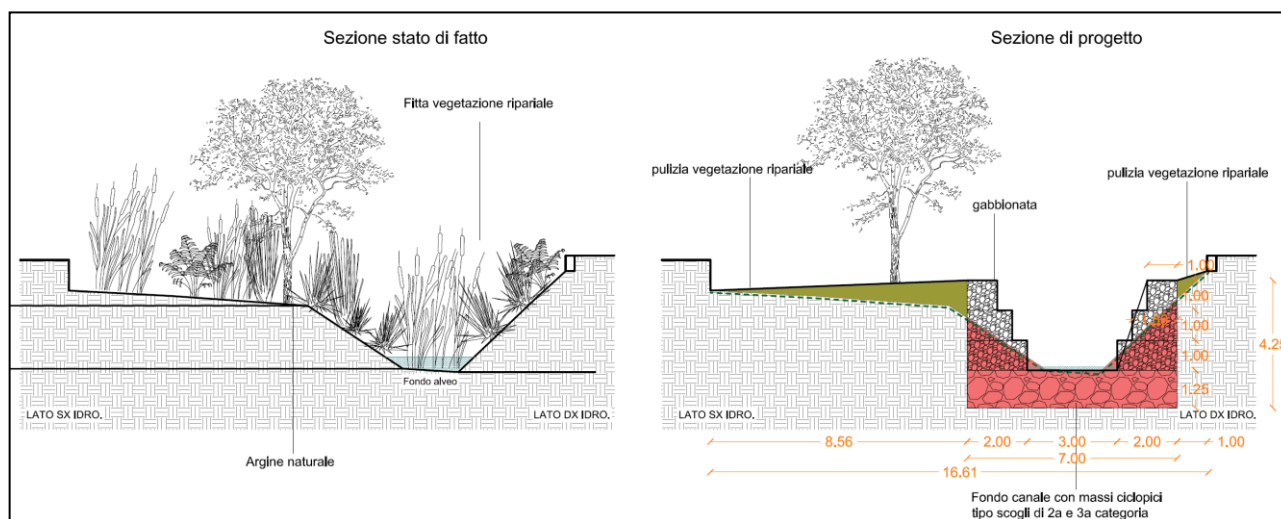 Sezione stato di fatto
Fitta vegetazione ripariale
Fondo alveo
LATO SX IDRO.
LATO DX IDRO.
Argine naturale
Sezione di progetto
pulizia vegetazione ripariale
pulizia vegetazione ripariale
gabbionata
1.00
1.00
1.00
1.00
4.25
1.25
LATO SX IDRO.
LATO DX IDRO.
8.56
2.00
3.00
2.00
1.00
7.00
16.61
Fondo canale con massi ciclopici
tipo scogli di 2a e 3a categoria